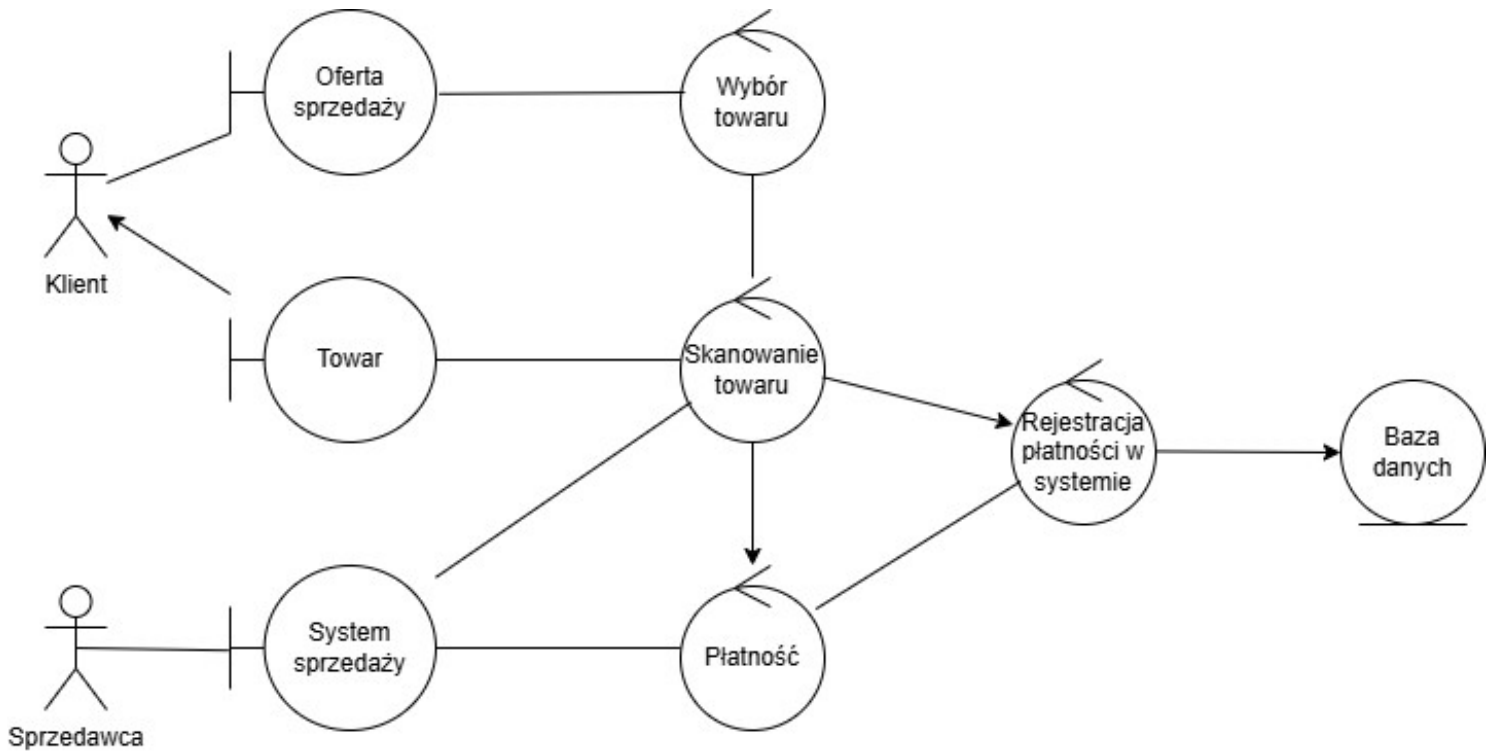 Oferta
sprzedaży
Wybór
towaru
Klient
Towar
Skanowanie
towaru
Rejestracja
płatności w
systemie
Baza
danych
System
sprzedaży
Płatność
Sprzedawca